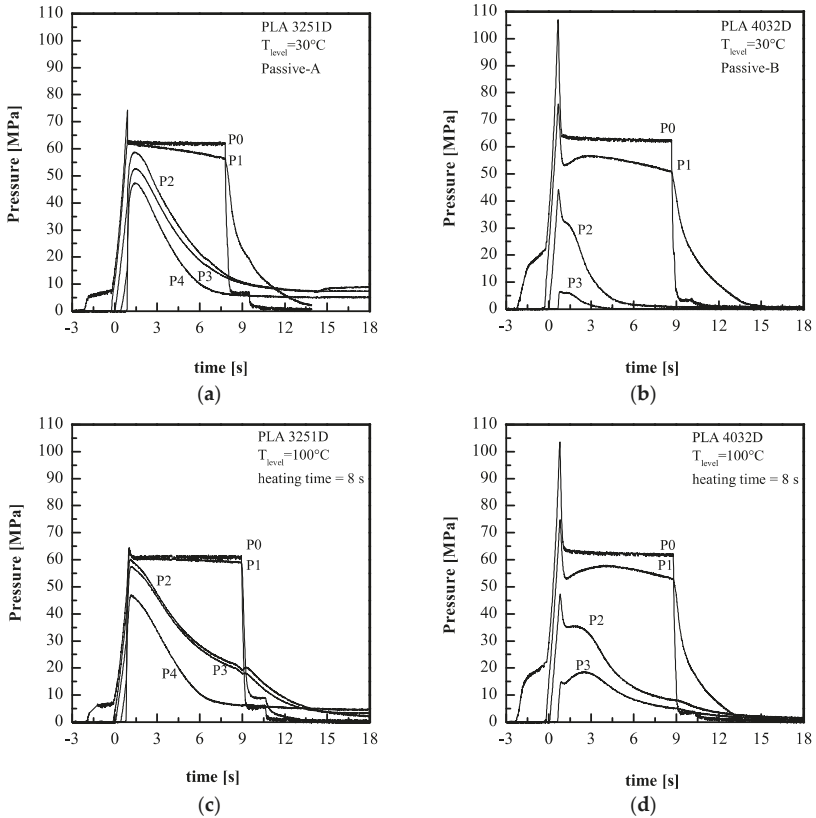 110
100
90
80
70
60
50
40
30
20
10
0
Pressure [MPa]
PLA 3251D
Tlevel=30°C
Passive-A
P0
P1
P2
P3
P4
-3 0 3 6 9 12 15 18
time [s]
(a)
110
100
90
80
70
60
50
40
30
20
10
0
Pressure [MPa]
PLA 4032D
Tlevel=30°C
Passive-B
P0
P1
P2
P3
-3 0 3 6 9 12 15 18
time [s]
(b)
110
100
90
80
70
60
50
40
30
20
10
0
Pressure [MPa]
PLA 3251D
Tlevel=100°C
heating time = 8 s
P0
P1
P2
P3
P4
-3 0 3 6 9 12 15 18
time [s]
(c)
110
100
90
80
70
60
50
40
30
20
10
0
Pressure [MPa]
PLA 4032D
Tlevel=100°C
heating time = 8 s
P0
P1
P2
P3
-3 0 3 6 9 12 15 18
time [s]
(d)